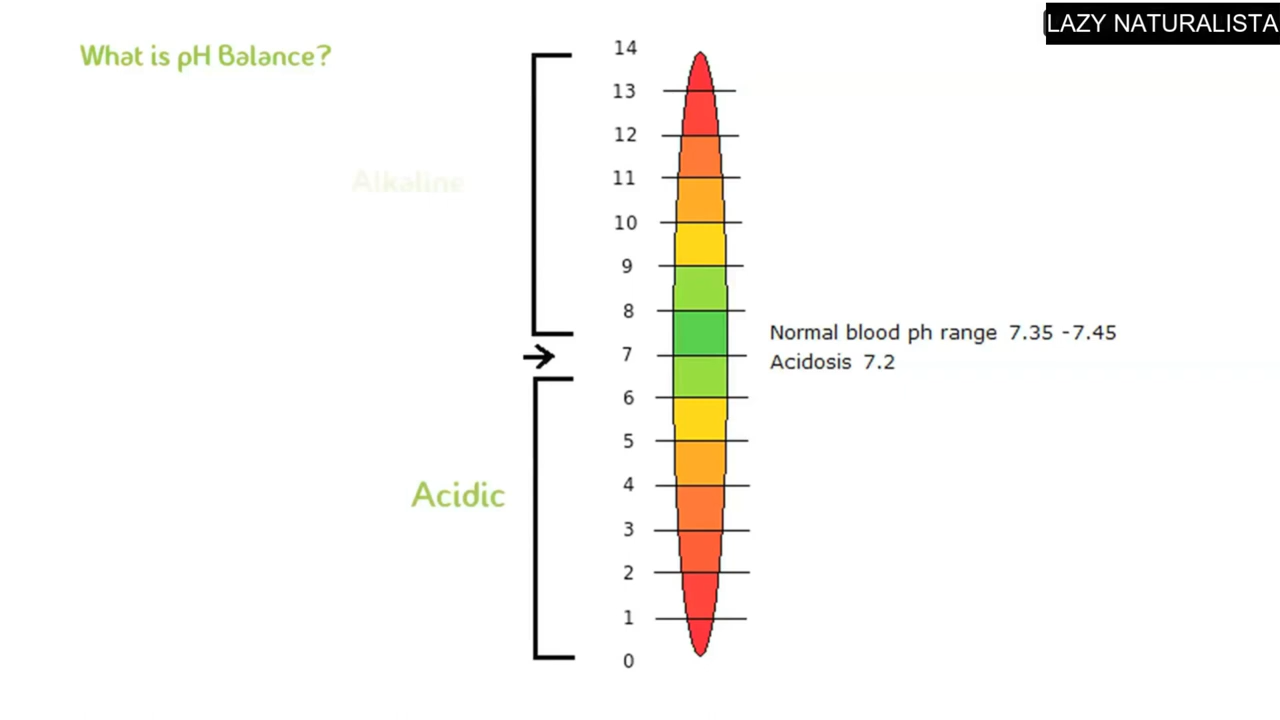 LAZY NATURALISTA
What is pH Balance?
Alkaline
14
13
12
11
10
9
8
7
6
5
4
3
2
1
0
Normal blood ph range 7.35 -7.45
Acidosis 7.2
Acidic